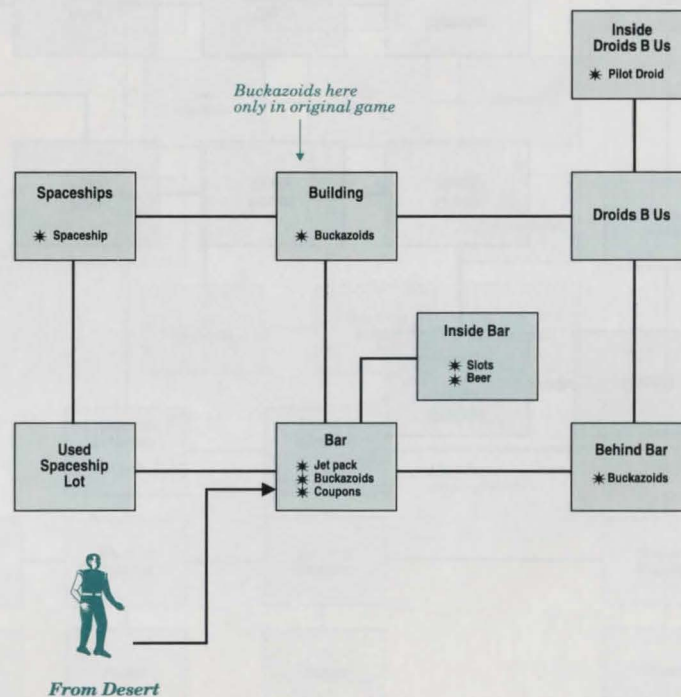 Inside
Droids B Us
✷ Pilot Droid
Buckazoids here
only in original game
Spaceships
✷ Spaceship
Building
✷ Buckazoids
Droids B Us
Inside Bar
✷ Slots
✷ Beer
Used
Spaceship
Lot
Bar
✷ Jet pack
✷ Buckazoids
✷ Coupons
Behind Bar
✷ Buckazoids
From Desert